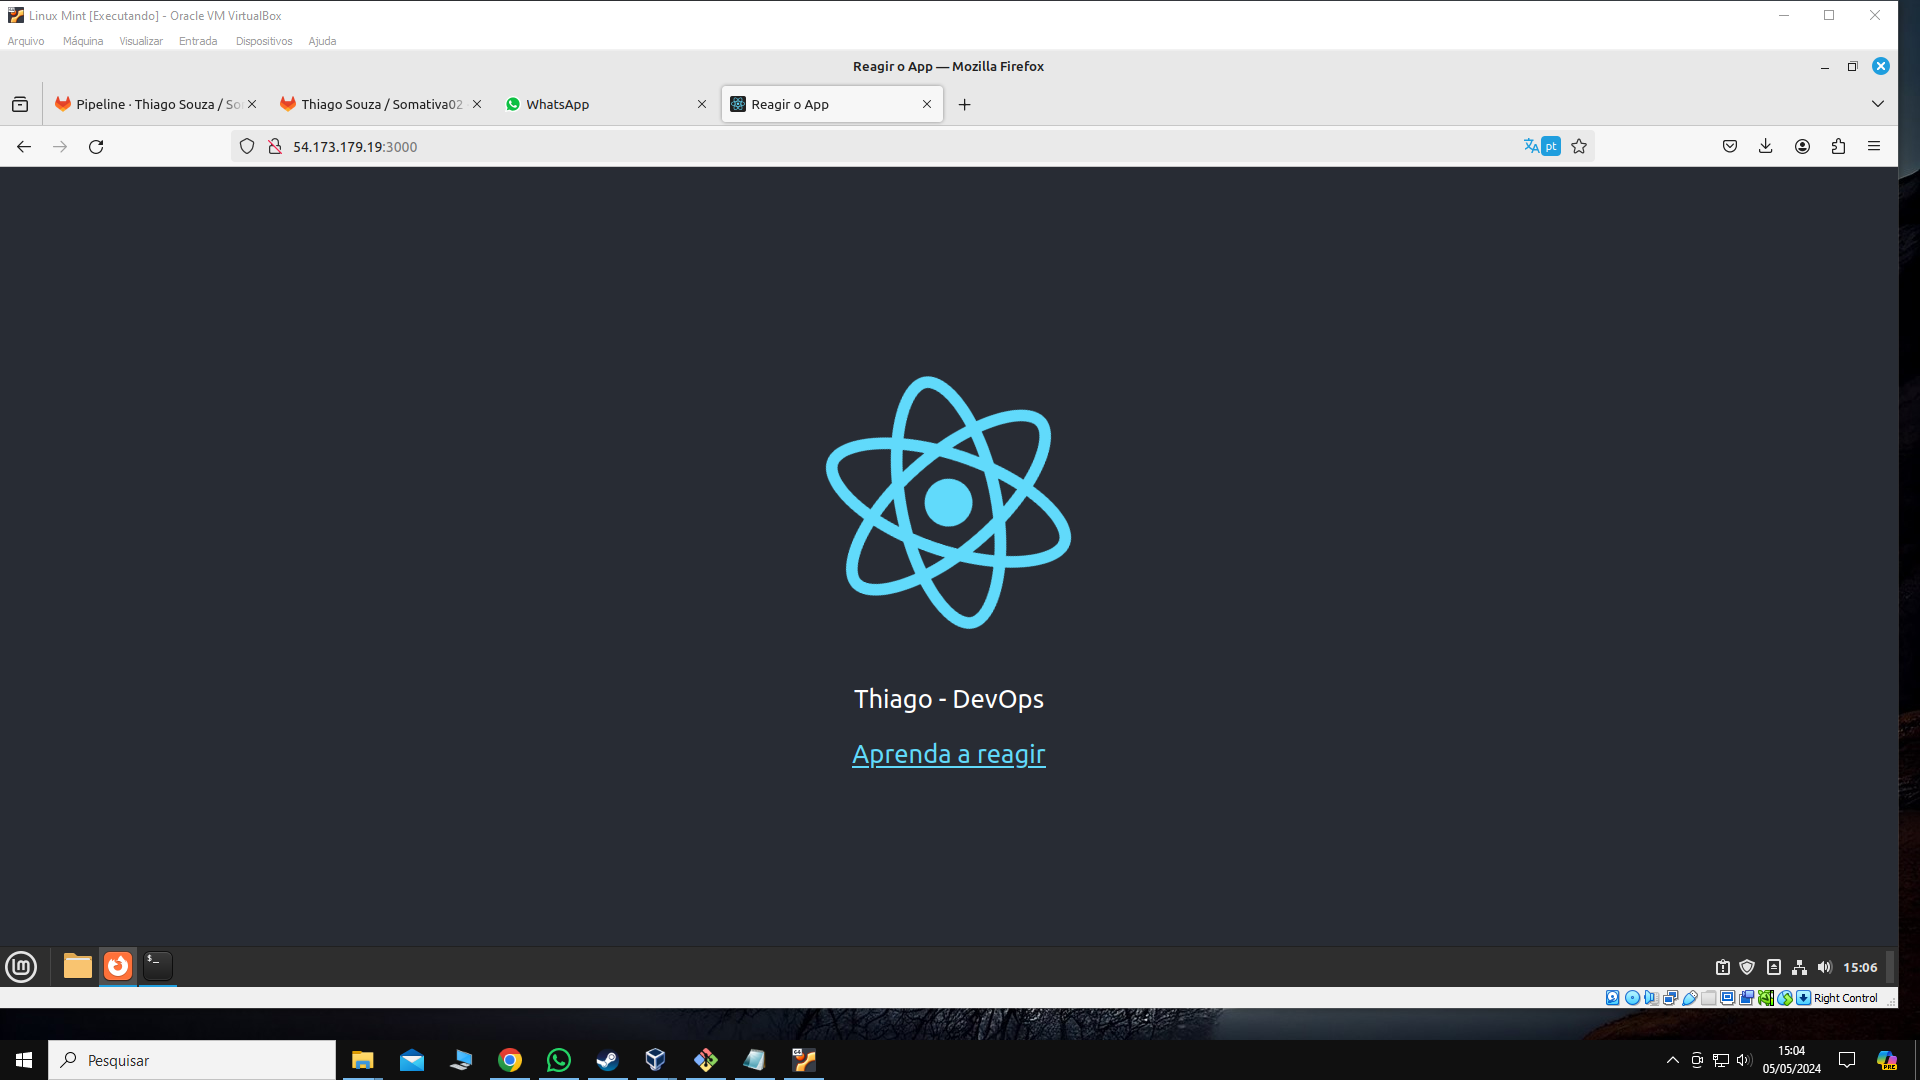 Linux Mint [Executando] - Oracle VM VirtualBox
Arquivo Máquina Visualizar Entrada Dispositivos Ajuda
Reagir o App — Mozilla Firefox
Pipeline · Thiago Souza / So
Thiago Souza / Somativa02
WhatsApp
Reagir o App
54.173.179.19:3000
pt
Thiago - DevOps
Aprenda a reagir
$_
15:06
Right Control
Pesquisar
15:04
05/05/2024
PRE